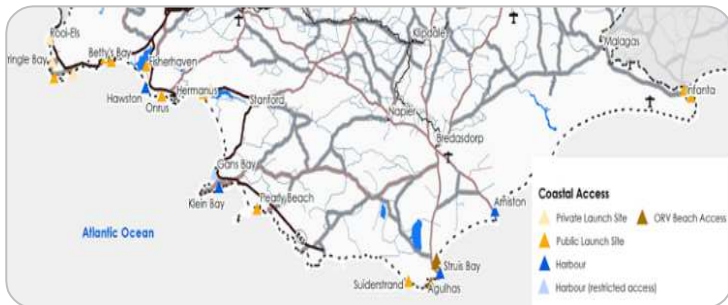 Rool-Els
Klipdale
Malagas
Betty's Bay
ringle Bay
Fisherhaven
Infanta
Hawston
Hermanus
Onrus
Stanford
Napier
Bredasdorp
Gans Bay
Klein Bay
Pearly Beach
Arniston
Atlantic Ocean
Struis Bay
Suiderstrand
Agulhas
Coastal Access
Private Launch Site
ORV Beach Access
Public Launch Site
Harbour
Harbour (restricted access)